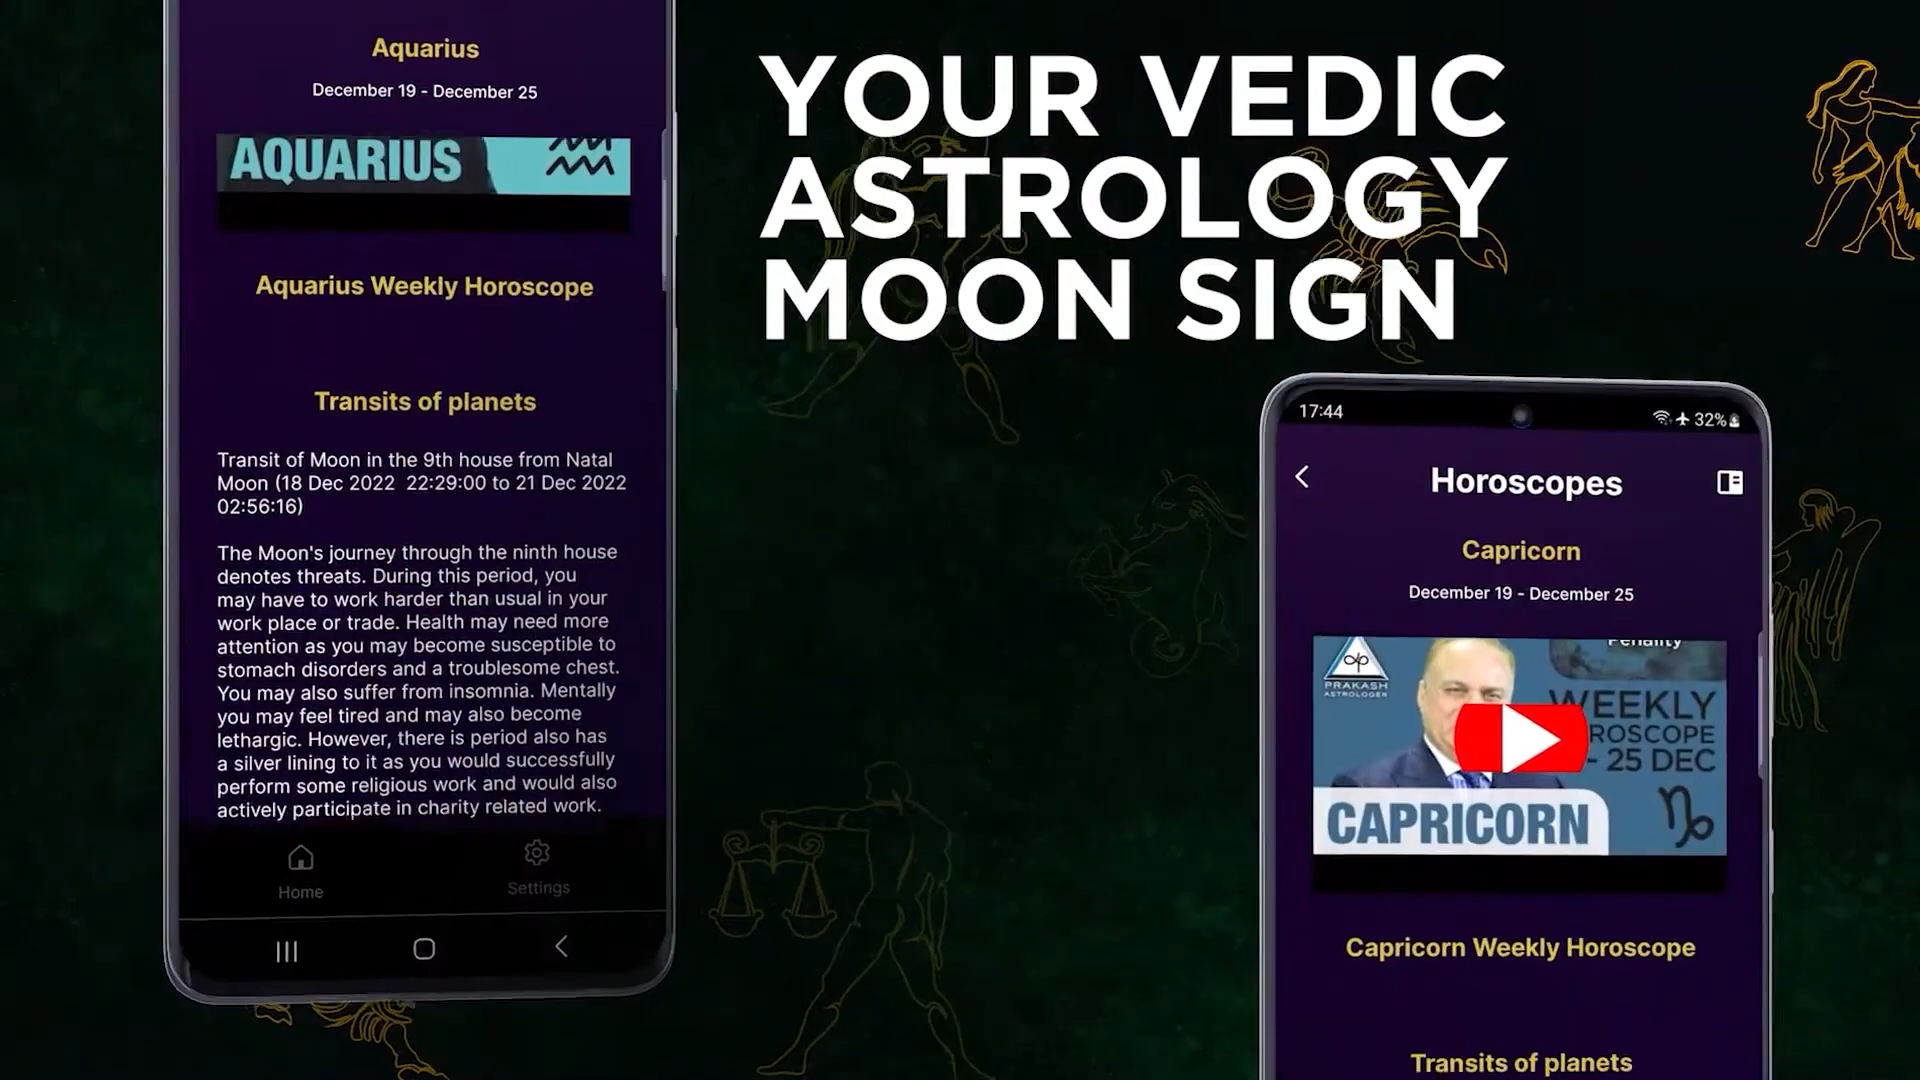 Aquarius
December 19 - December 25
AQUARIUS
Aquarius Weekly Horoscope
Transits of planets
Transit of Moon in the 9th house from Natal
Moon (18 Dec 2022 22:29:00 to 21 Dec 2022
02:56:16)
The Moon's journey through the ninth house
denotes threats. During this period, you
may have to work harder than usual in your
work place or trade. Health may need more
attention as you may become susceptible to
stomach disorders and a troublesome chest.
You may also suffer from insomnia. Mentally
you may feel tired and may also become
lethargic. However, there is period also has
a silver lining to it as you would successfully
perform some religious work and would also
actively participate in charity related work.
Home
Settings
YOUR VEDIC
ASTROLOGY
MOON SIGN
17:44
32%
Horoscopes
Capricorn
December 19 - December 25
Penality
PRAKASH
ASTROLOGER
WEEKLY
ROSCOPE
- 25 DEC
CAPRICORN
Capricorn Weekly Horoscope
Transits of planets